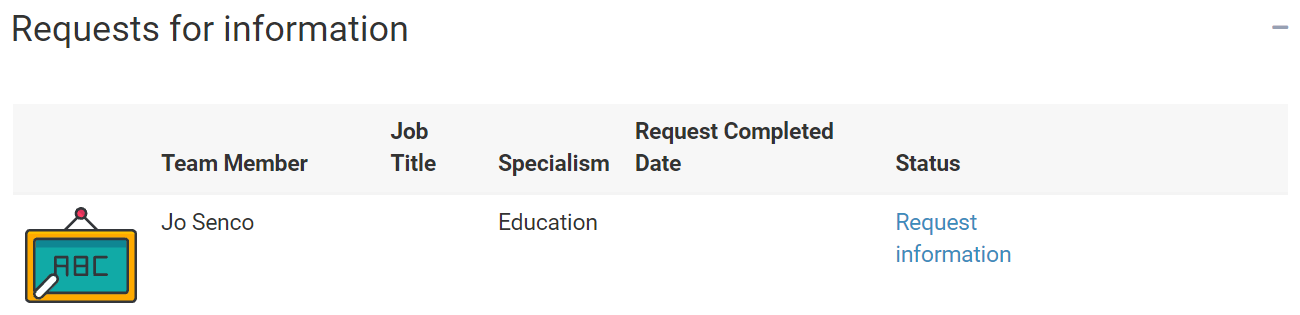 Requests for information
Job
Request Completed
Team Member Title Specialism Date Status
Jo Senco Education Request
information
ABC